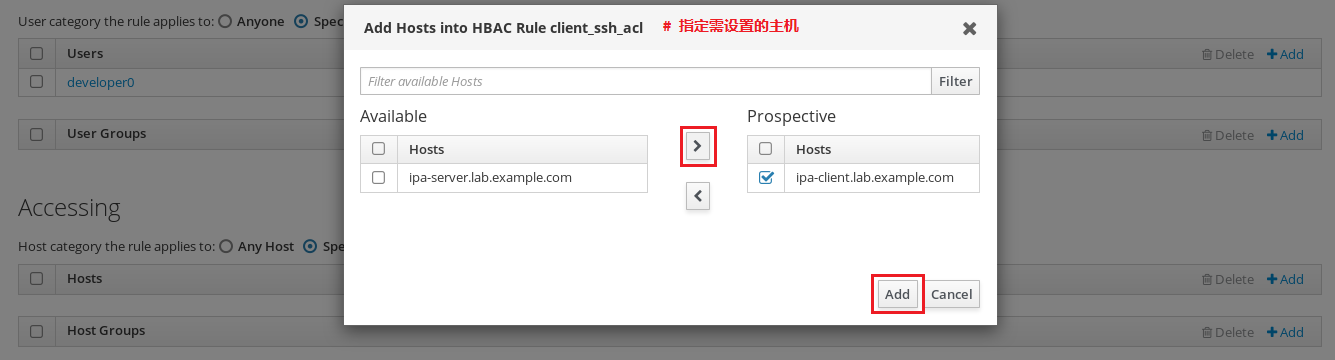 User category the rule applies to: Anyone Spec
Users Delete Add
developer0
User Groups Delete Add
Accessing
Host category the rule applies to: Any Host Spe
Hosts Delete Add
Host Groups Delete Add
Add Hosts into HBAC Rule client_ssh_acl # 指定需设置的主机
Filter available Hosts Filter
Available Prospective
Hosts Hosts
ipa-server.lab.example.com ipa-client.lab.example.com
Add Cancel